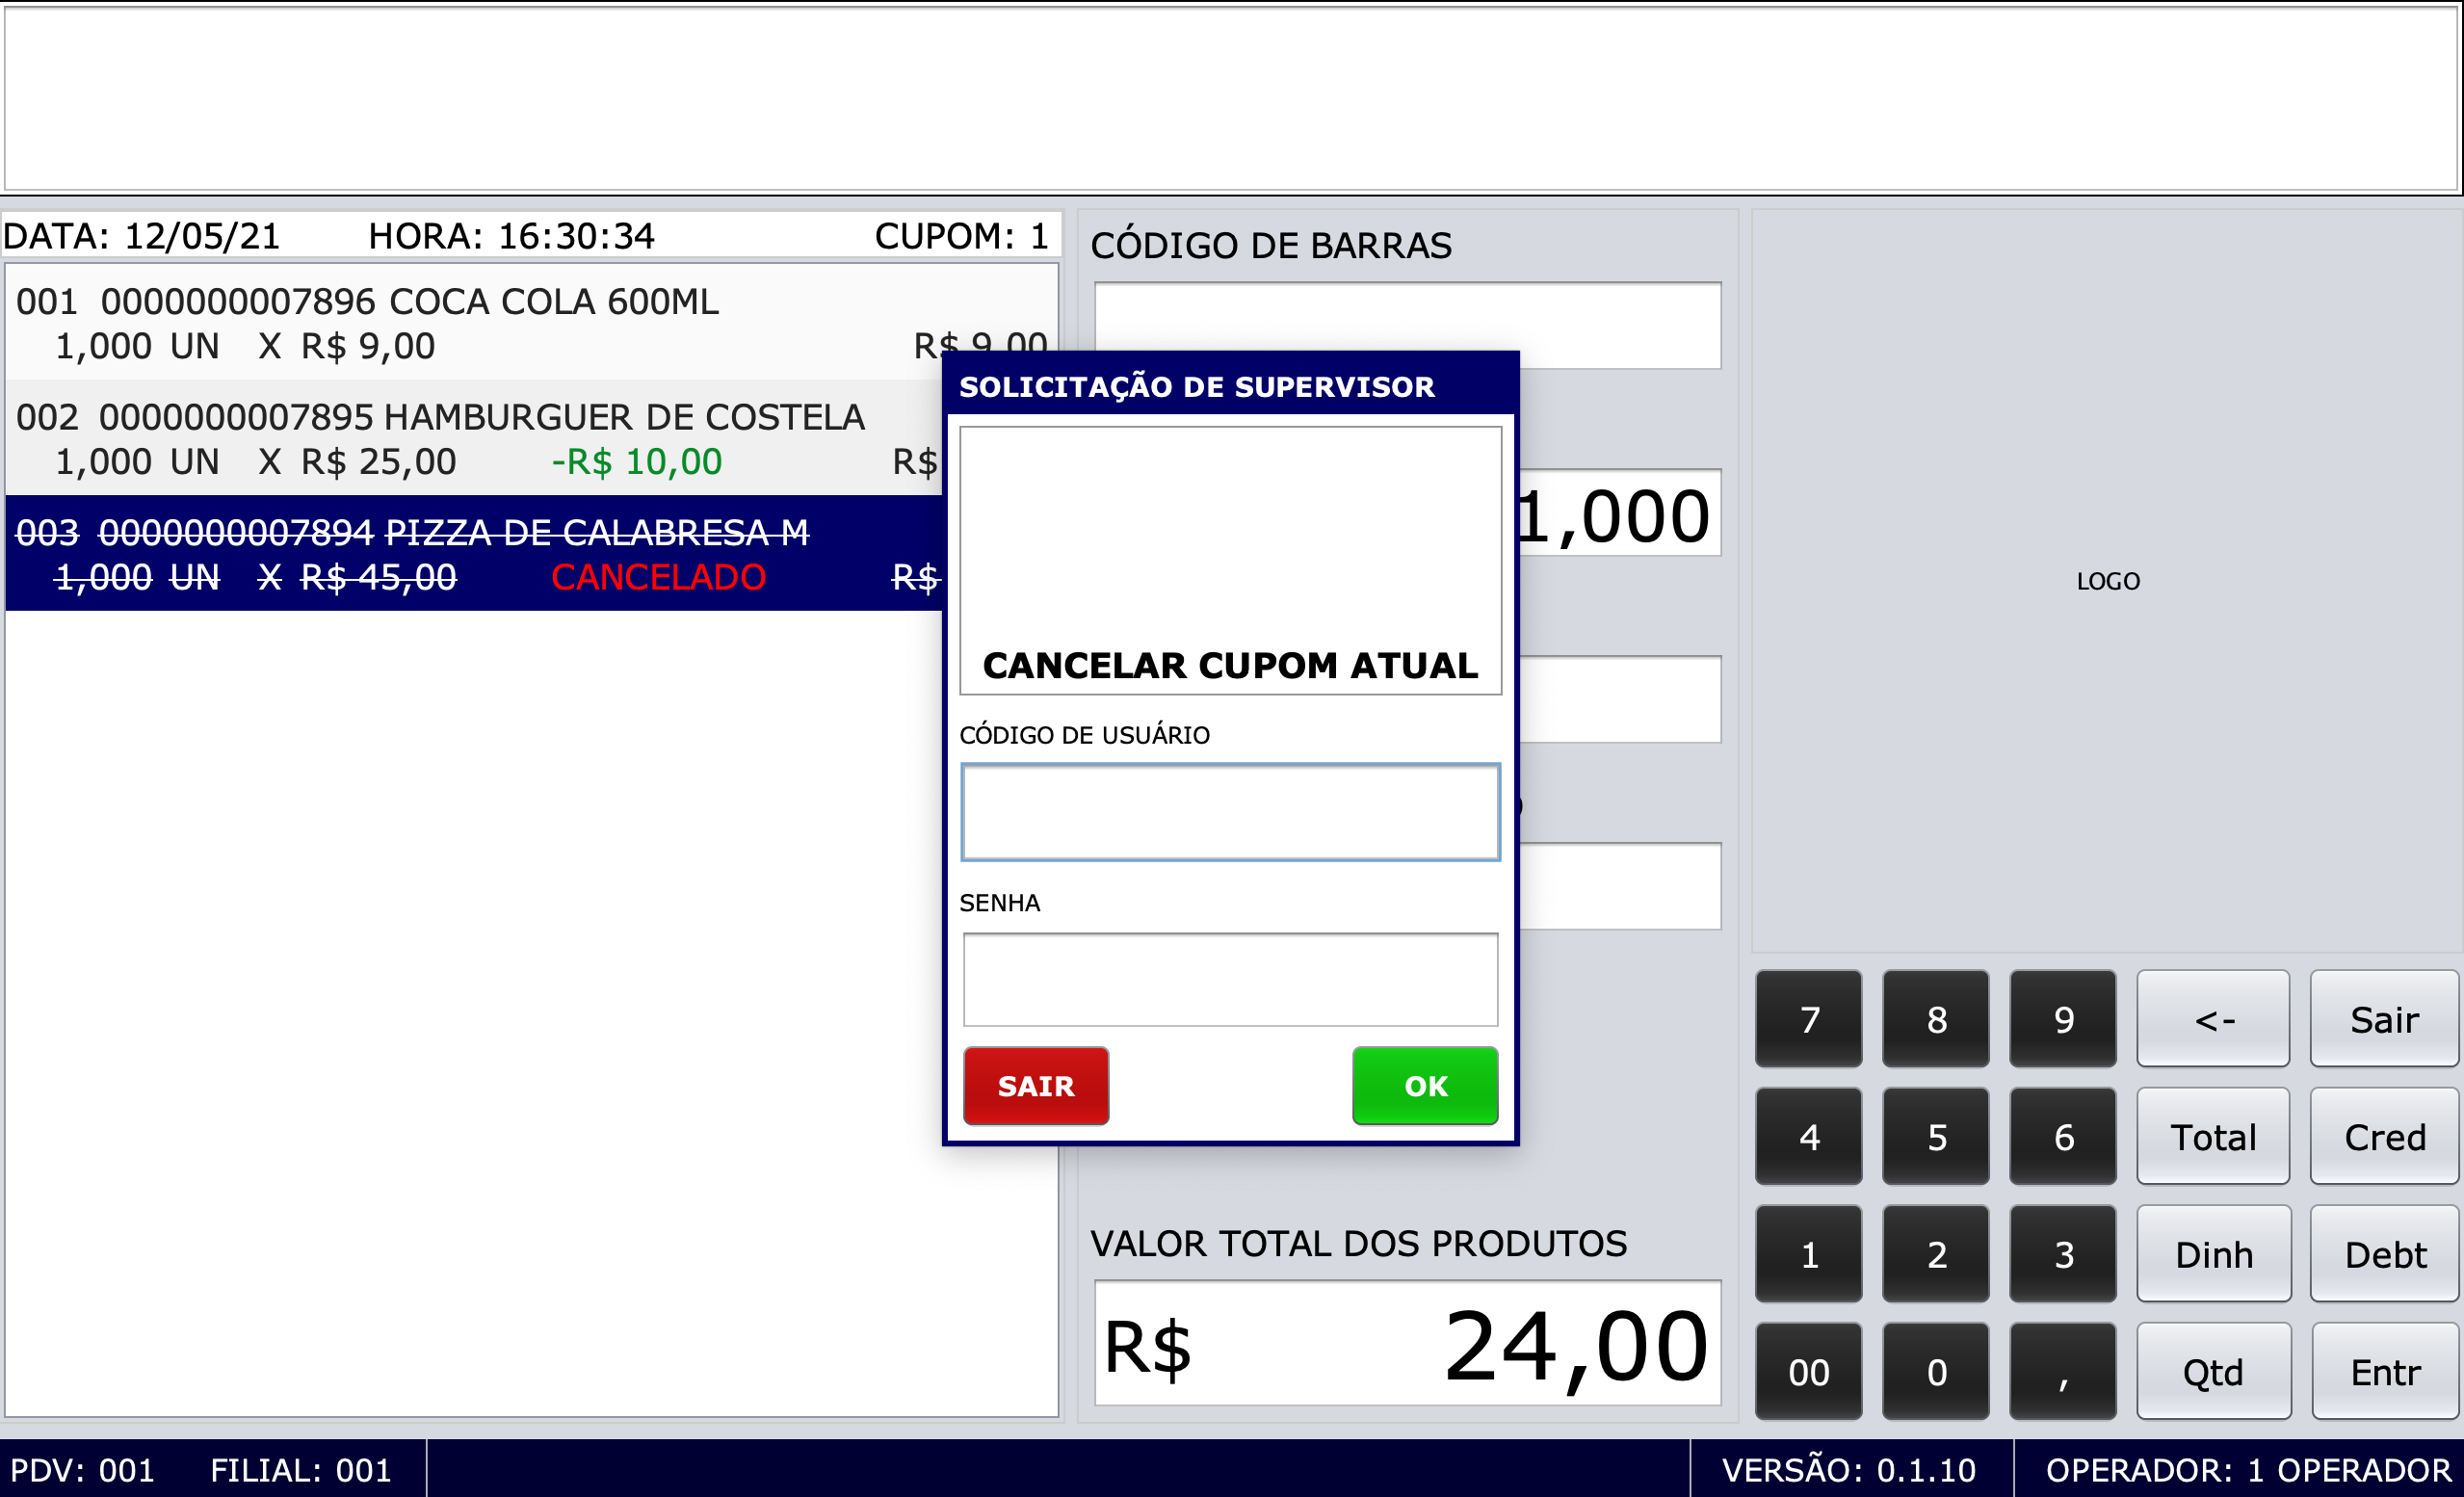 DATA: 12/05/21 HORA: 16:30:34 CUPOM: 1
001 0000000007896 COCA COLA 600ML
1,000 UN X R$ 9,00 R$ 9,00
002 0000000007895 HAMBURGUER DE COSTELA
1,000 UN X R$ 25,00 -R$ 10,00 R$
003 0000000007894 PIZZA DE CALABRESA M
1,000 UN X R$ 45,00 CANCELADO R$
CÓDIGO DE BARRAS
1,000
SOLICITAÇÃO DE SUPERVISOR
CANCELAR CUPOM ATUAL
CÓDIGO DE USUÁRIO
SENHA
SAIR OK
VALOR TOTAL DOS PRODUTOS
R$ 24,00
LOGO
7 8 9 <- Sair
4 5 6 Total Cred
1 2 3 Dinh Debt
00 0 , Qtd Entr
PDV: 001 FILIAL: 001 VERSÃO: 0.1.10 OPERADOR: 1 OPERADOR